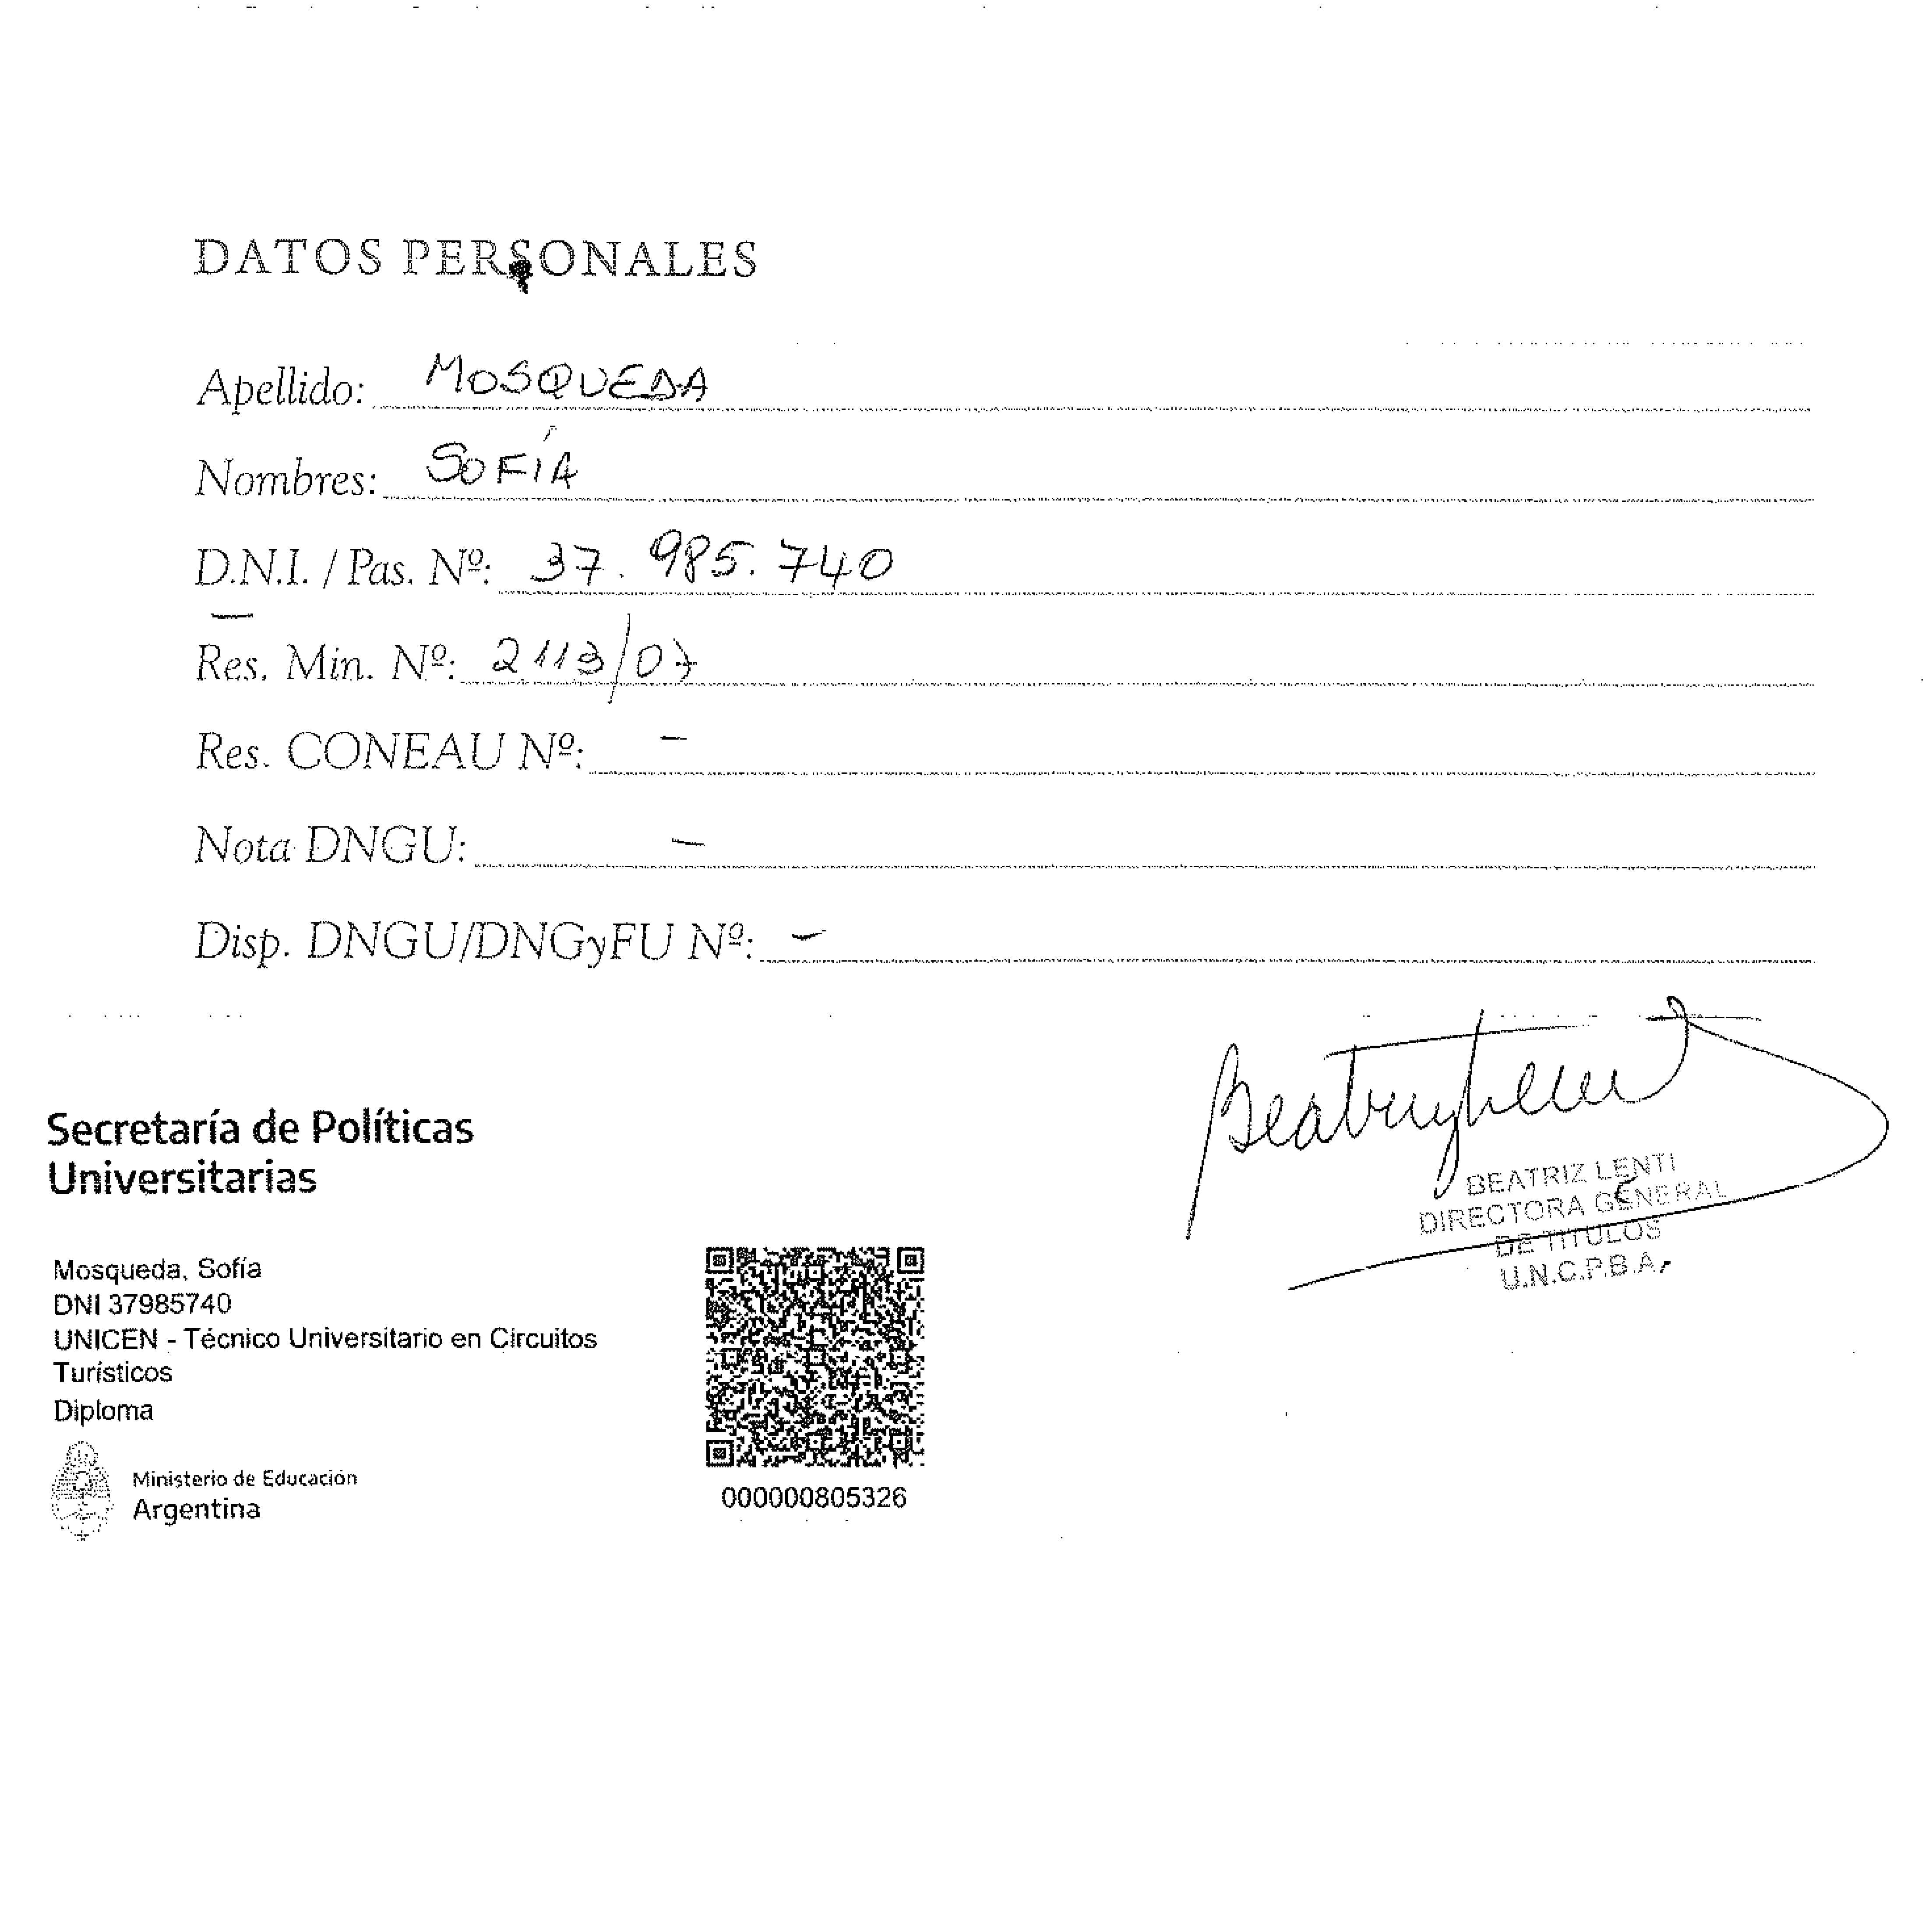 DATOS PERSONALES
Apellido: MOSQUEDA
Nombres: SOFÍA
D.N.I. / Pas. Nº: 37.985.740
Res. Min. Nº: 2113/07
Res. CONEAU Nº: -
Nota DNGU: -
Disp. DNGU/DNGyFU Nº: -
Secretaría de Políticas
Universitarias
Mosqueda, Sofía
DNI 37985740
UNICEN - Técnico Universitario en Circuitos
Turísticos
Diploma
Ministerio de Educación
Argentina
000000805326
BEATRIZ LENTI
DIRECTORA GENERAL
DE TITULOS
U.N.C.P.B.A.